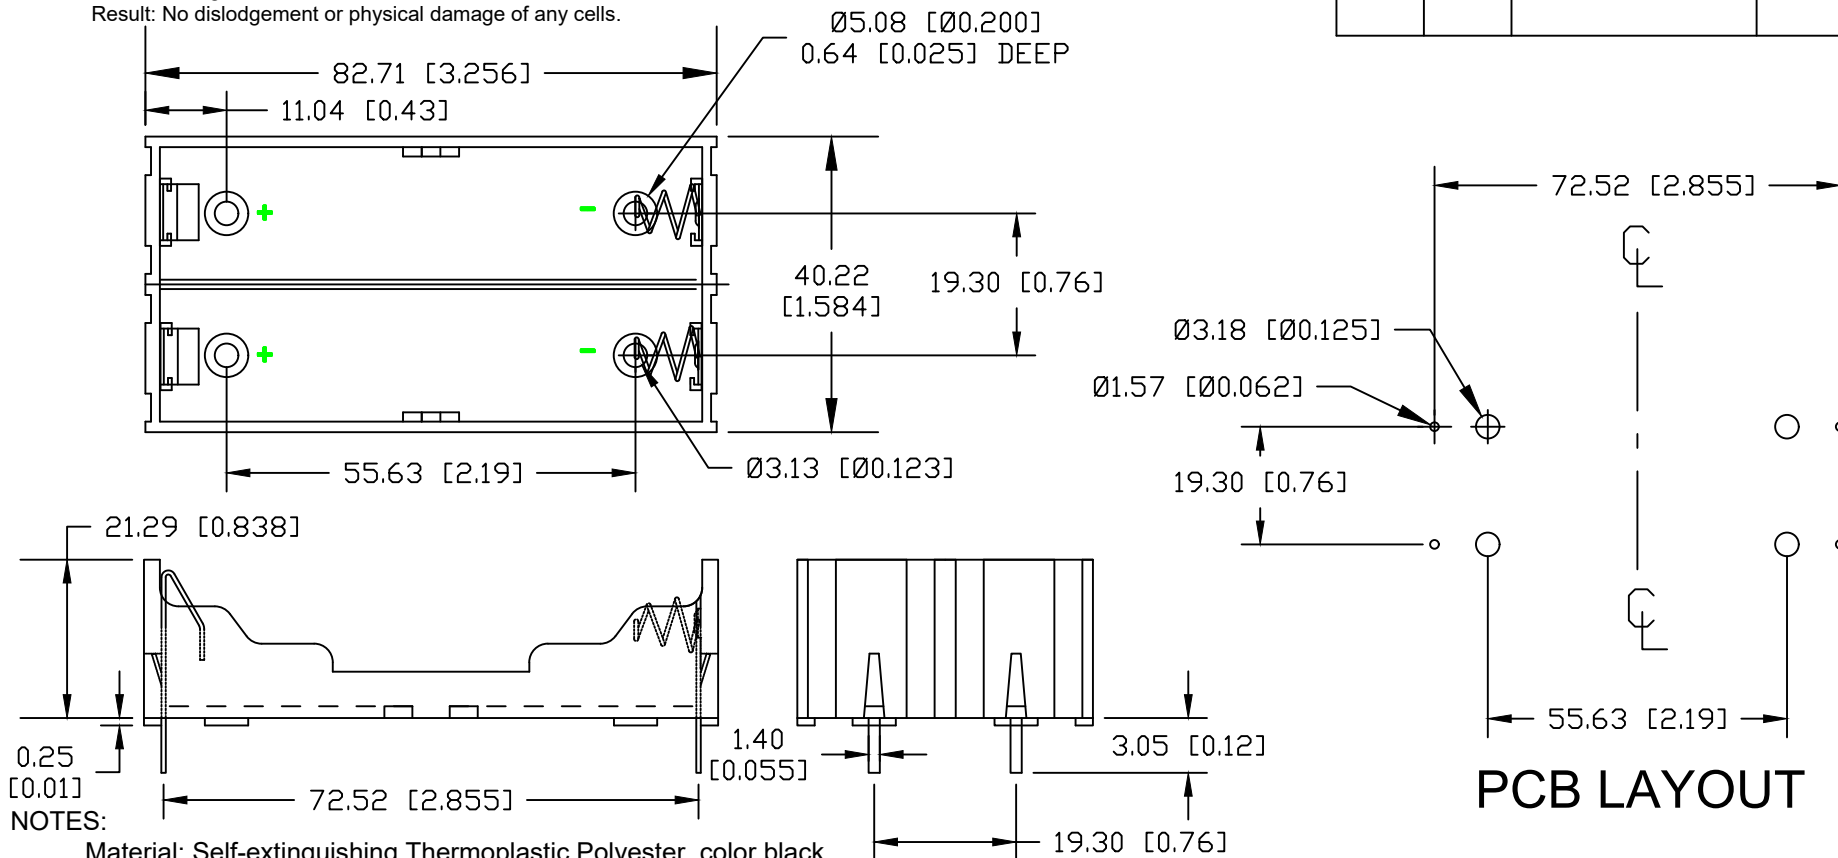 Result: No dislodgement or physical damage of any cells.
Ø5.08 [Ø0.200]
0.64 [0.025] DEEP
82.71 [3.256]
11.04 [0.43]
+
-
40.22
[1.584]
19.30 [0.76]
+
-
55.63 [2.19]
Ø3.13 [Ø0.123]
21.29 [0.838]
0.25
[0.01]
72.52 [2.855]
1.40
[0.055]
3.05 [0.12]
19.30 [0.76]
72.52 [2.855]
CL
Ø3.18 [Ø0.125]
Ø1.57 [Ø0.062]
19.30 [0.76]
CL
55.63 [2.19]
PCB LAYOUT
NOTES:
Material: Self-extinguishing Thermoplastic Polyester, color black